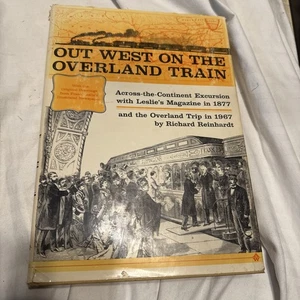 OUT WEST ON THE
OVERLAND TRAIN
Across-the-Continent Excursion
with Leslie's Magazine in 1877
and the Overland Trip in 1967
by Richard Reinhardt